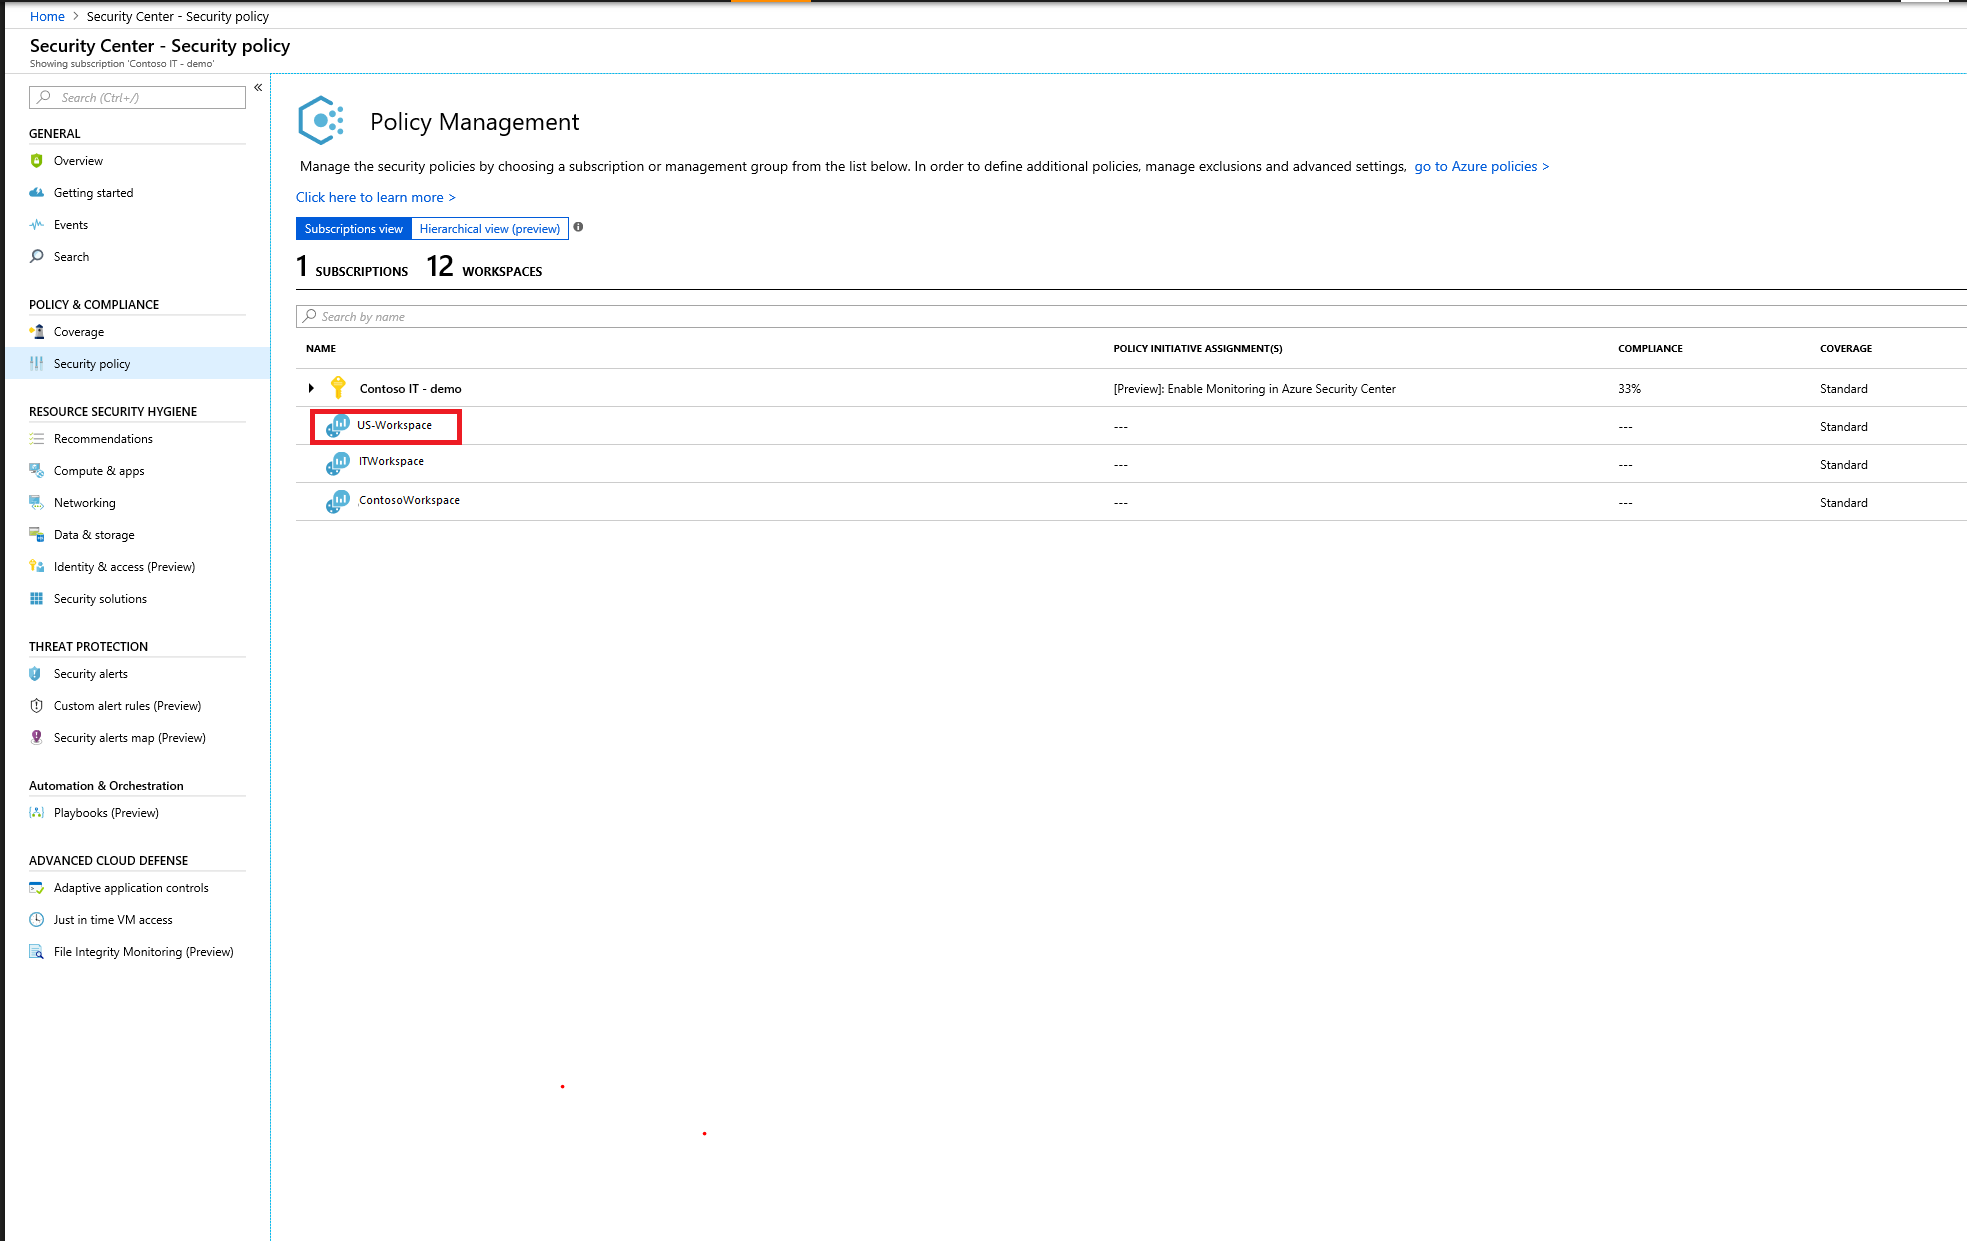 Home > Security Center - Security policy
Security Center - Security policy
Showing subscription 'Contoso IT - demo'
Search (Ctrl+/)
«
GENERAL
Overview
Getting started
Events
Search
POLICY & COMPLIANCE
Coverage
Security policy
RESOURCE SECURITY HYGIENE
Recommendations
Compute & apps
Networking
Data & storage
Identity & access (Preview)
Security solutions
THREAT PROTECTION
Security alerts
Custom alert rules (Preview)
Security alerts map (Preview)
Automation & Orchestration
Playbooks (Preview)
ADVANCED CLOUD DEFENSE
Adaptive application controls
Just in time VM access
File Integrity Monitoring (Preview)
Policy Management
Manage the security policies by choosing a subscription or management group from the list below. In order to define additional policies, manage exclusions and advanced settings, go to Azure policies >
Click here to learn more >
Subscriptions view Hierarchical view (preview)
1 SUBSCRIPTIONS 12 WORKSPACES
Search by name
NAME POLICY INITIATIVE ASSIGNMENT(S) COMPLIANCE COVERAGE
Contoso IT - demo [Preview]: Enable Monitoring in Azure Security Center 33% Standard
US-Workspace --- --- Standard
ITWorkspace --- --- Standard
ContosoWorkspace --- --- Standard